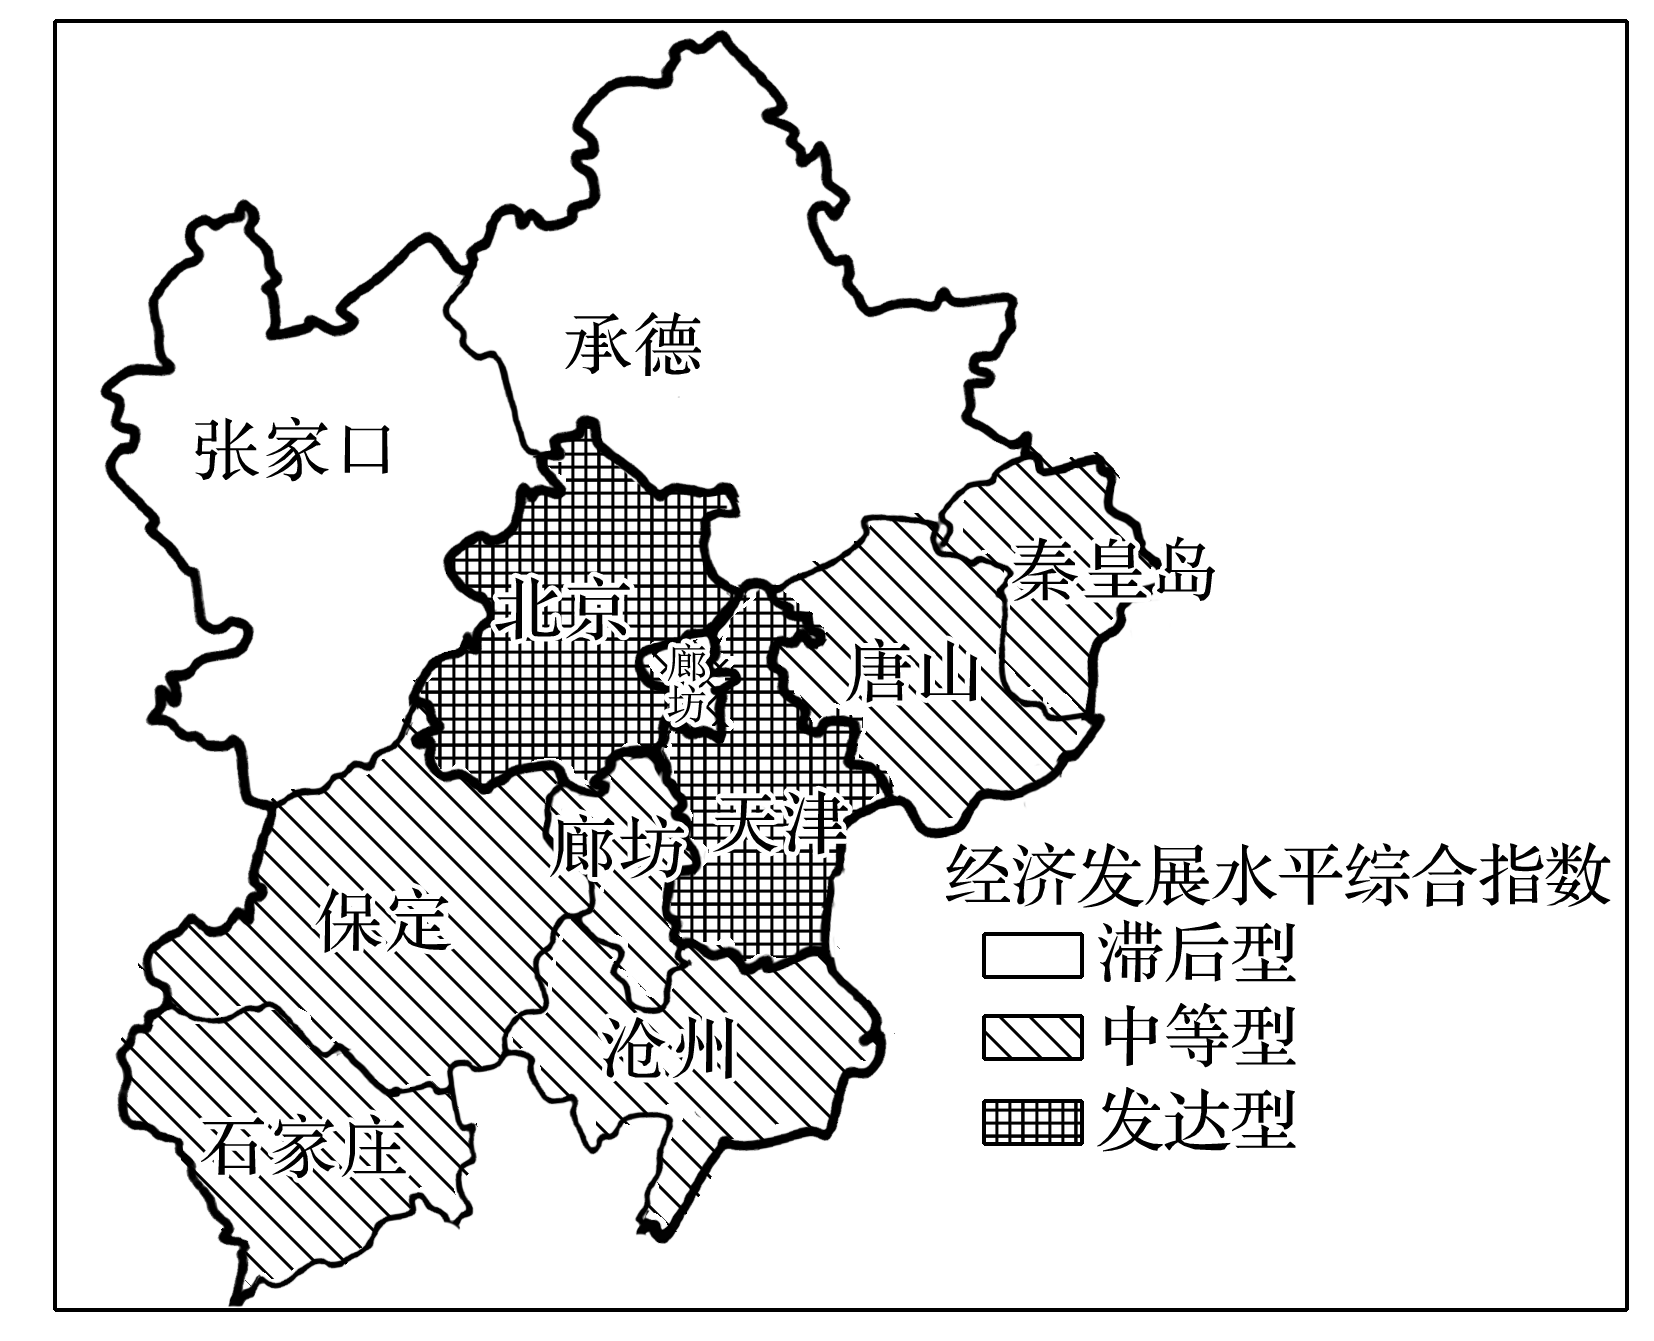 承德
张家口
秦皇岛
北京
廊
坊
唐山
天津
廊坊
经济发展水平综合指数
保定
滞后型
中等型
沧州
发达型
石家庄